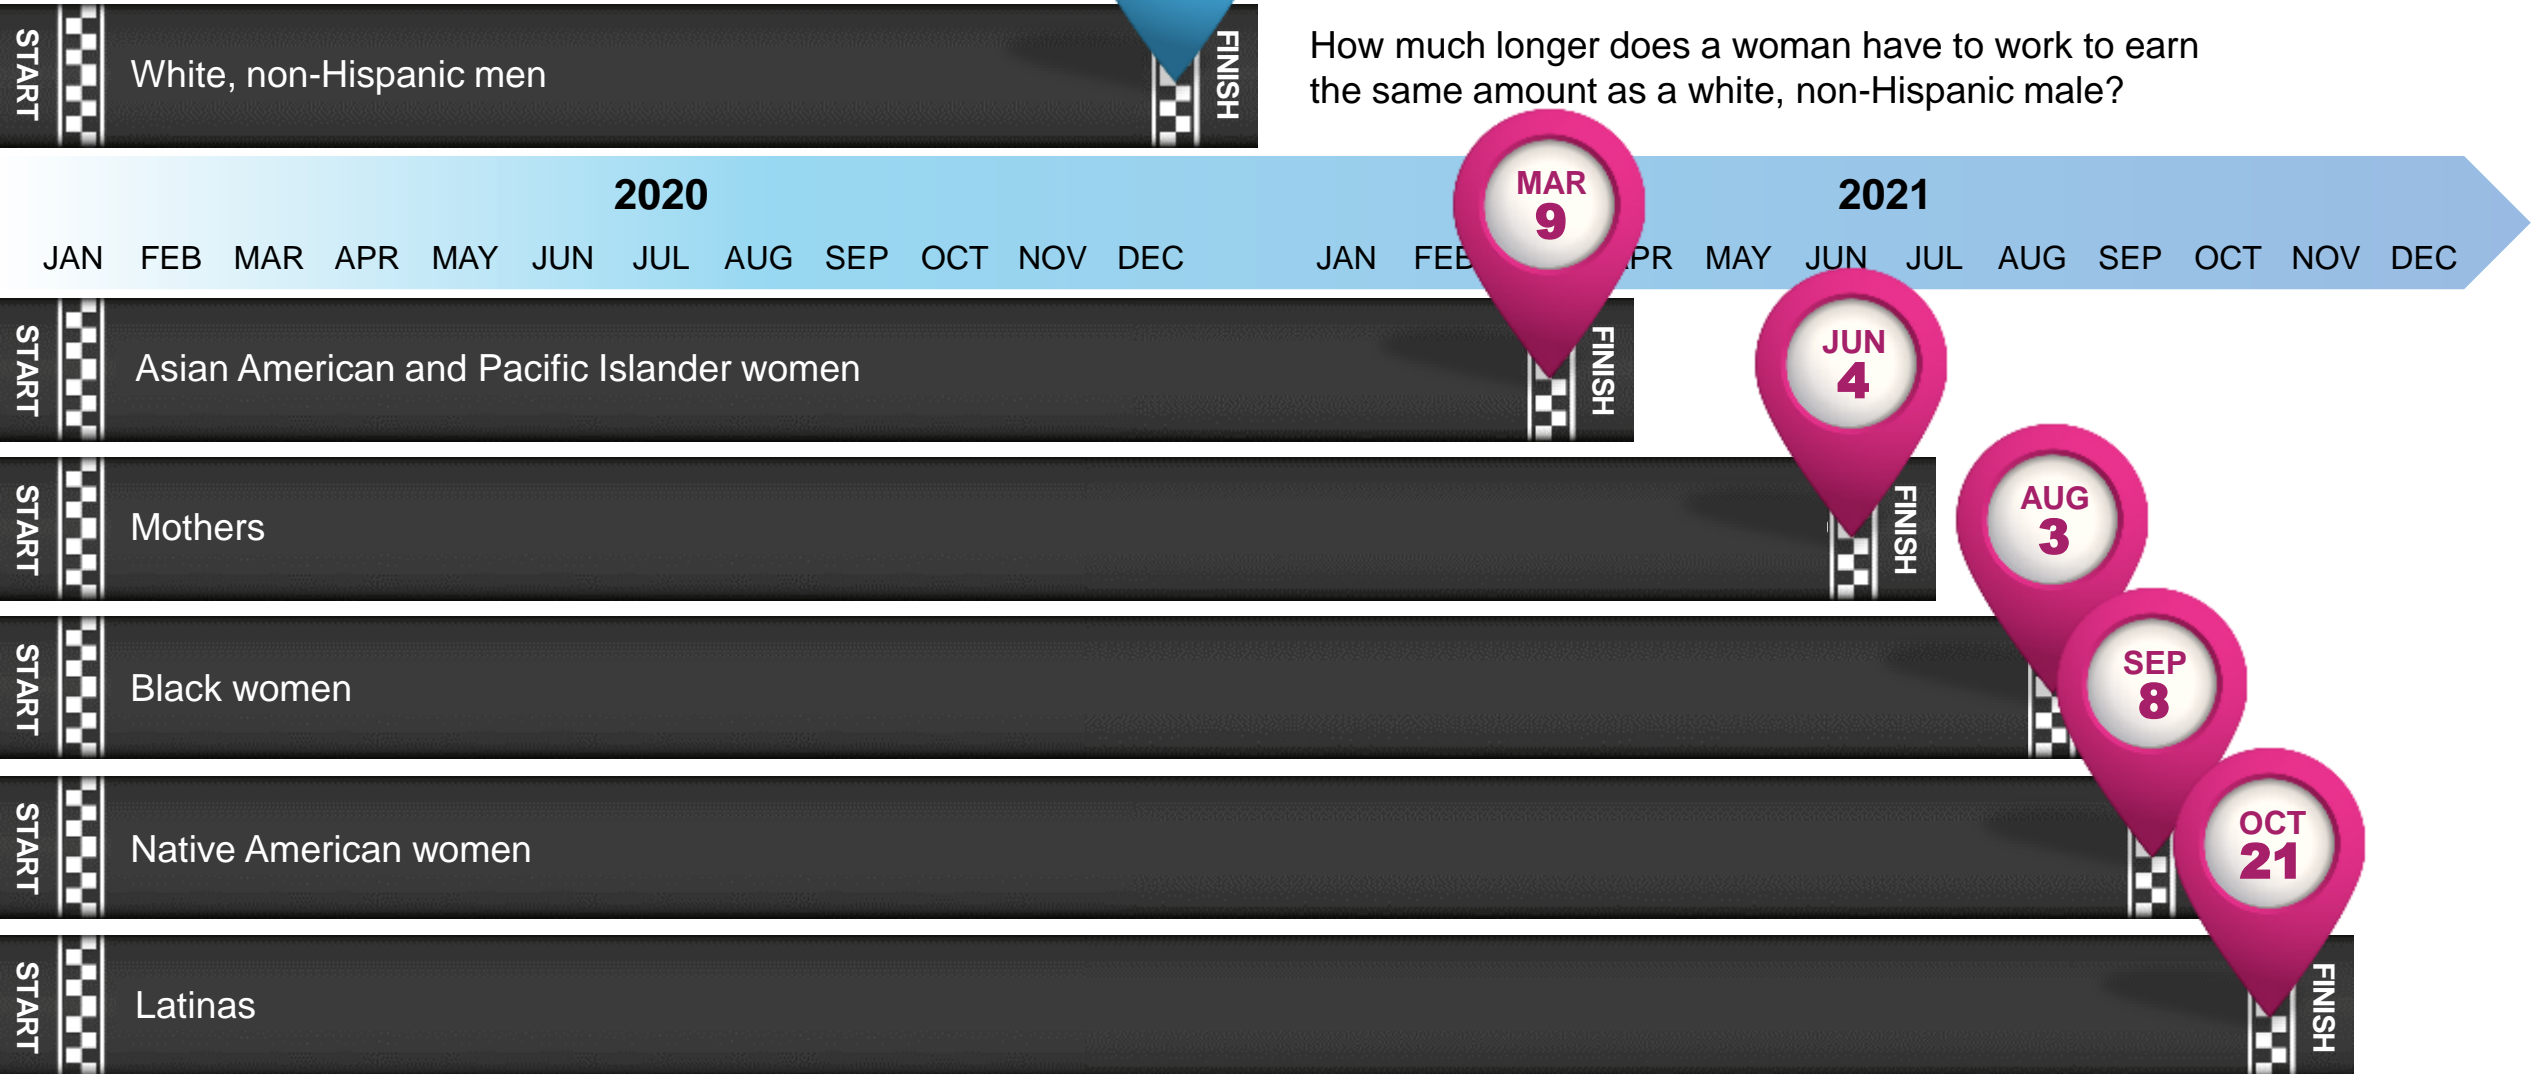 START
White, non-Hispanic men
FINISH
How much longer does a woman have to work to earn
the same amount as a white, non-Hispanic male?
2020
2021
JAN FEB MAR APR MAY JUN JUL AUG SEP OCT NOV DEC
JAN FEB PR MAY JUN JUL AUG SEP OCT NOV DEC
MAR
9
START
Asian American and Pacific Islander women
FINISH
JUN
4
START
Mothers
FINISH
AUG
3
START
Black women
SEP
8
START
Native American women
OCT
21
START
Latinas
FINISH